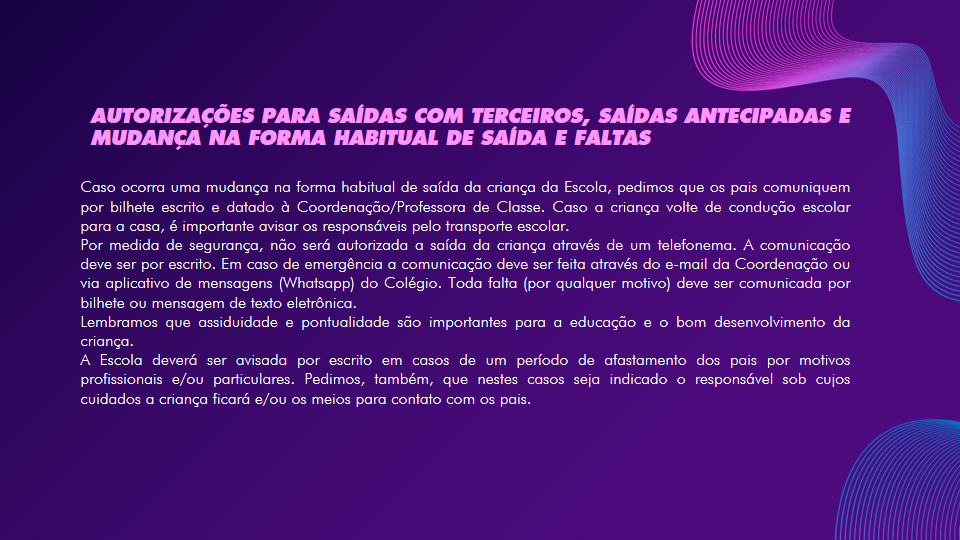 AUTORIZAÇÕES PARA SAÍDAS COM TERCEIROS, SAÍDAS ANTECIPADAS E
MUDANÇA NA FORMA HABITUAL DE SAÍDA E FALTAS
Caso ocorra uma mudança na forma habitual de saída da criança da Escola, pedimos que os pais comuniquem
por bilhete escrito e datado à Coordenação/Professora de Classe. Caso a criança volte de condução escolar
para a casa, é importante avisar os responsáveis pelo transporte escolar.
Por medida de segurança, não será autorizada a saída da criança através de um telefonema. A comunicação
deve ser por escrito. Em caso de emergência a comunicação deve ser feita através do e-mail da Coordenação ou
via aplicativo de mensagens (Whatsapp) do Colégio. Toda falta (por qualquer motivo) deve ser comunicada por
bilhete ou mensagem de texto eletrônica.
Lembramos que assiduidade e pontualidade são importantes para a educação e o bom desenvolvimento da
criança.
A Escola deverá ser avisada por escrito em casos de um período de afastamento dos pais por motivos
profissionais e/ou particulares. Pedimos, também, que nestes casos seja indicado o responsável sob cujos
cuidados a criança ficará e/ou os meios para contato com os pais.